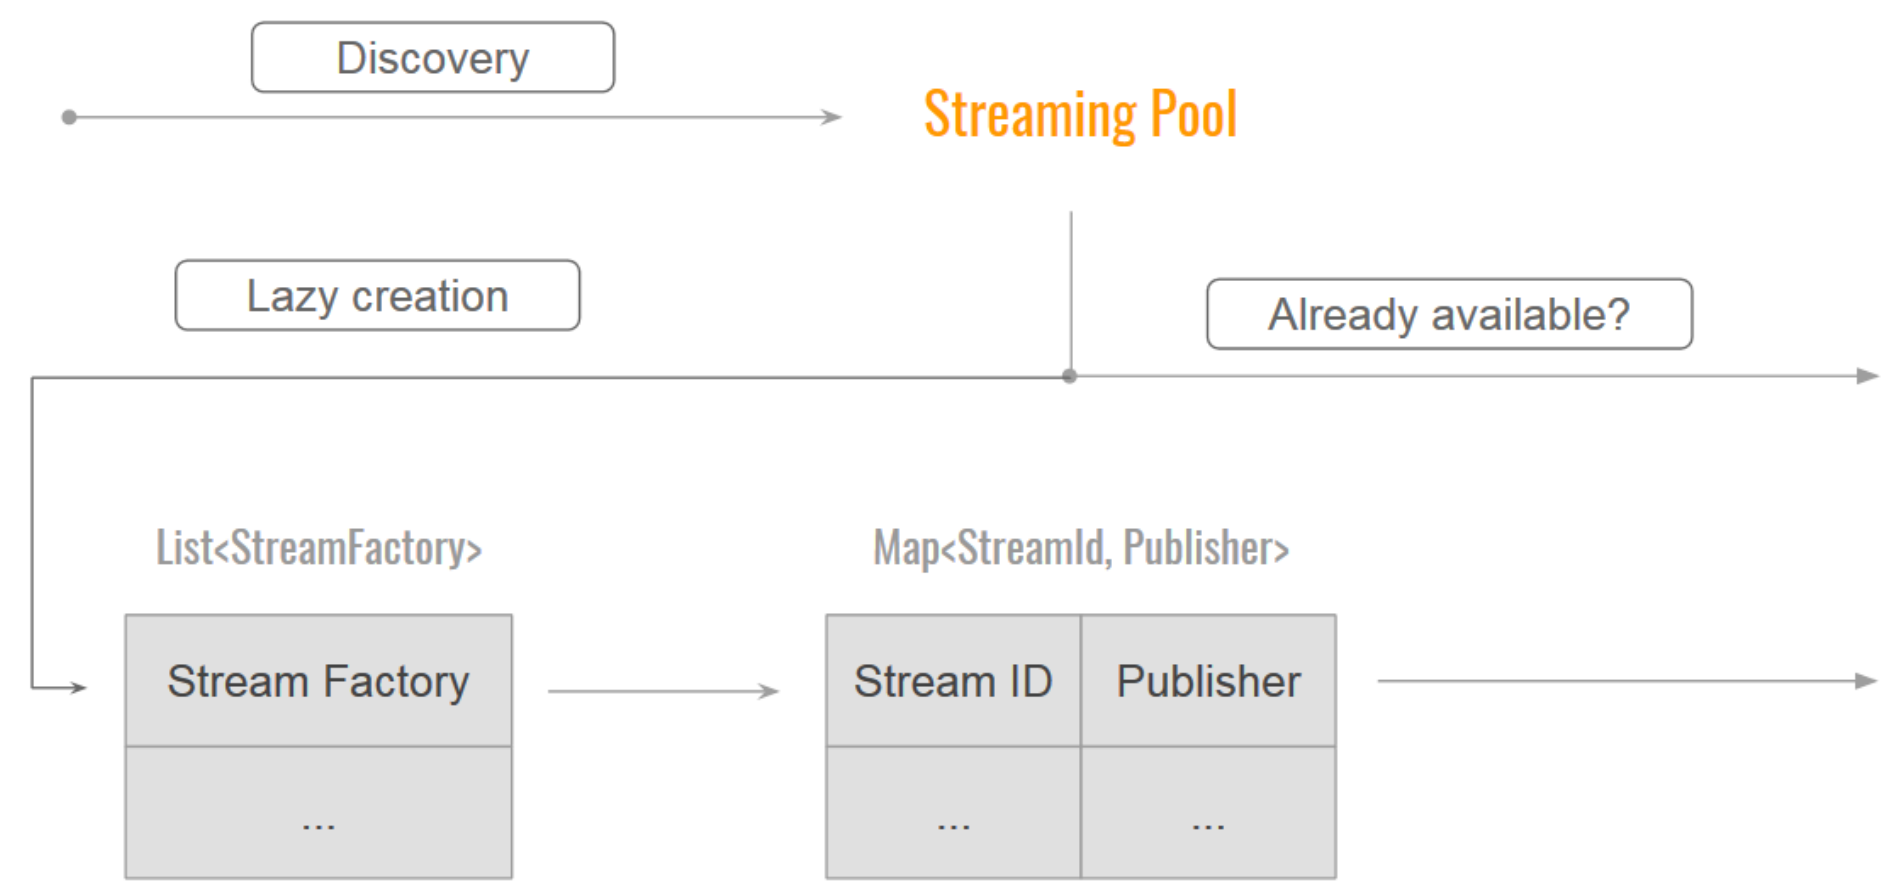 Discovery
Streaming Pool
Lazy creation
Already available?
List<StreamFactory>
Map<StreamId, Publisher>
Stream Factory
Stream ID
Publisher
...
...
...